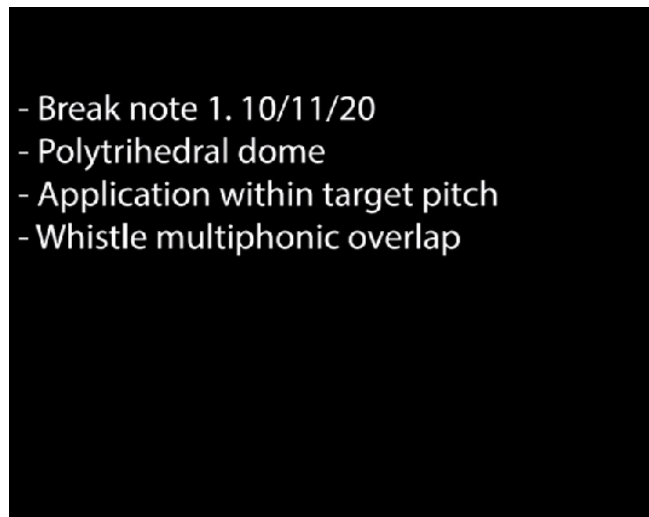 - Break note 1. 10/11/20
- Polytrihedral dome
- Application within target pitch
- Whistle multiphonic overlap